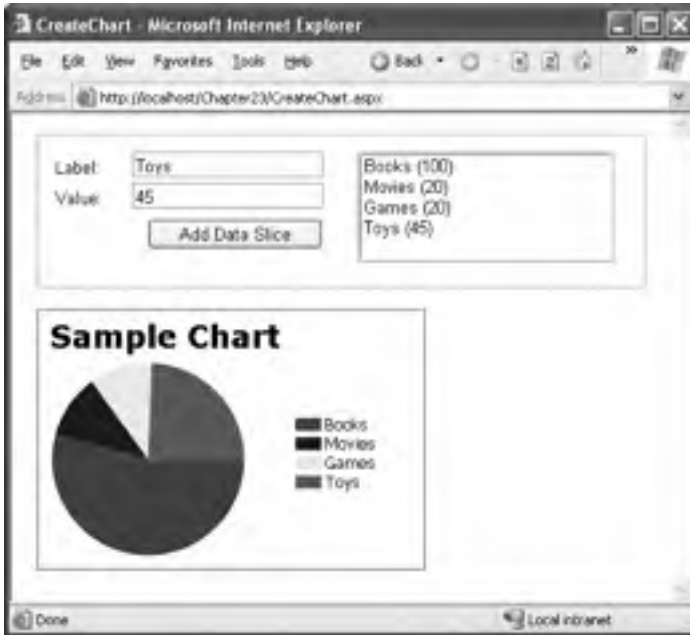 CreateChart - Microsoft Internet Explorer
File Edit View Favorites Tools Help Back »
Address http://localhost/Chapter23/CreateChart.aspx
Label: Toys
Value: 45
Add Data Slice
Books (100)
Movies (20)
Games (20)
Toys (45)
Sample Chart
Books
Movies
Games
Toys
Done Local intranet